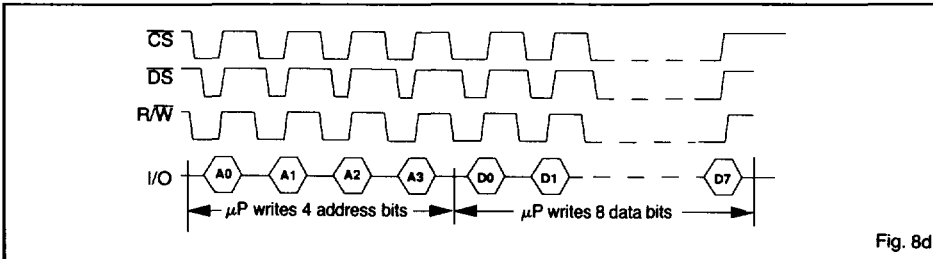 CS
DS
R/W
I/O A0 A1 A2 A3 D0 D1 D7
μP writes 4 address bits μP writes 8 data bits
Fig. 8d